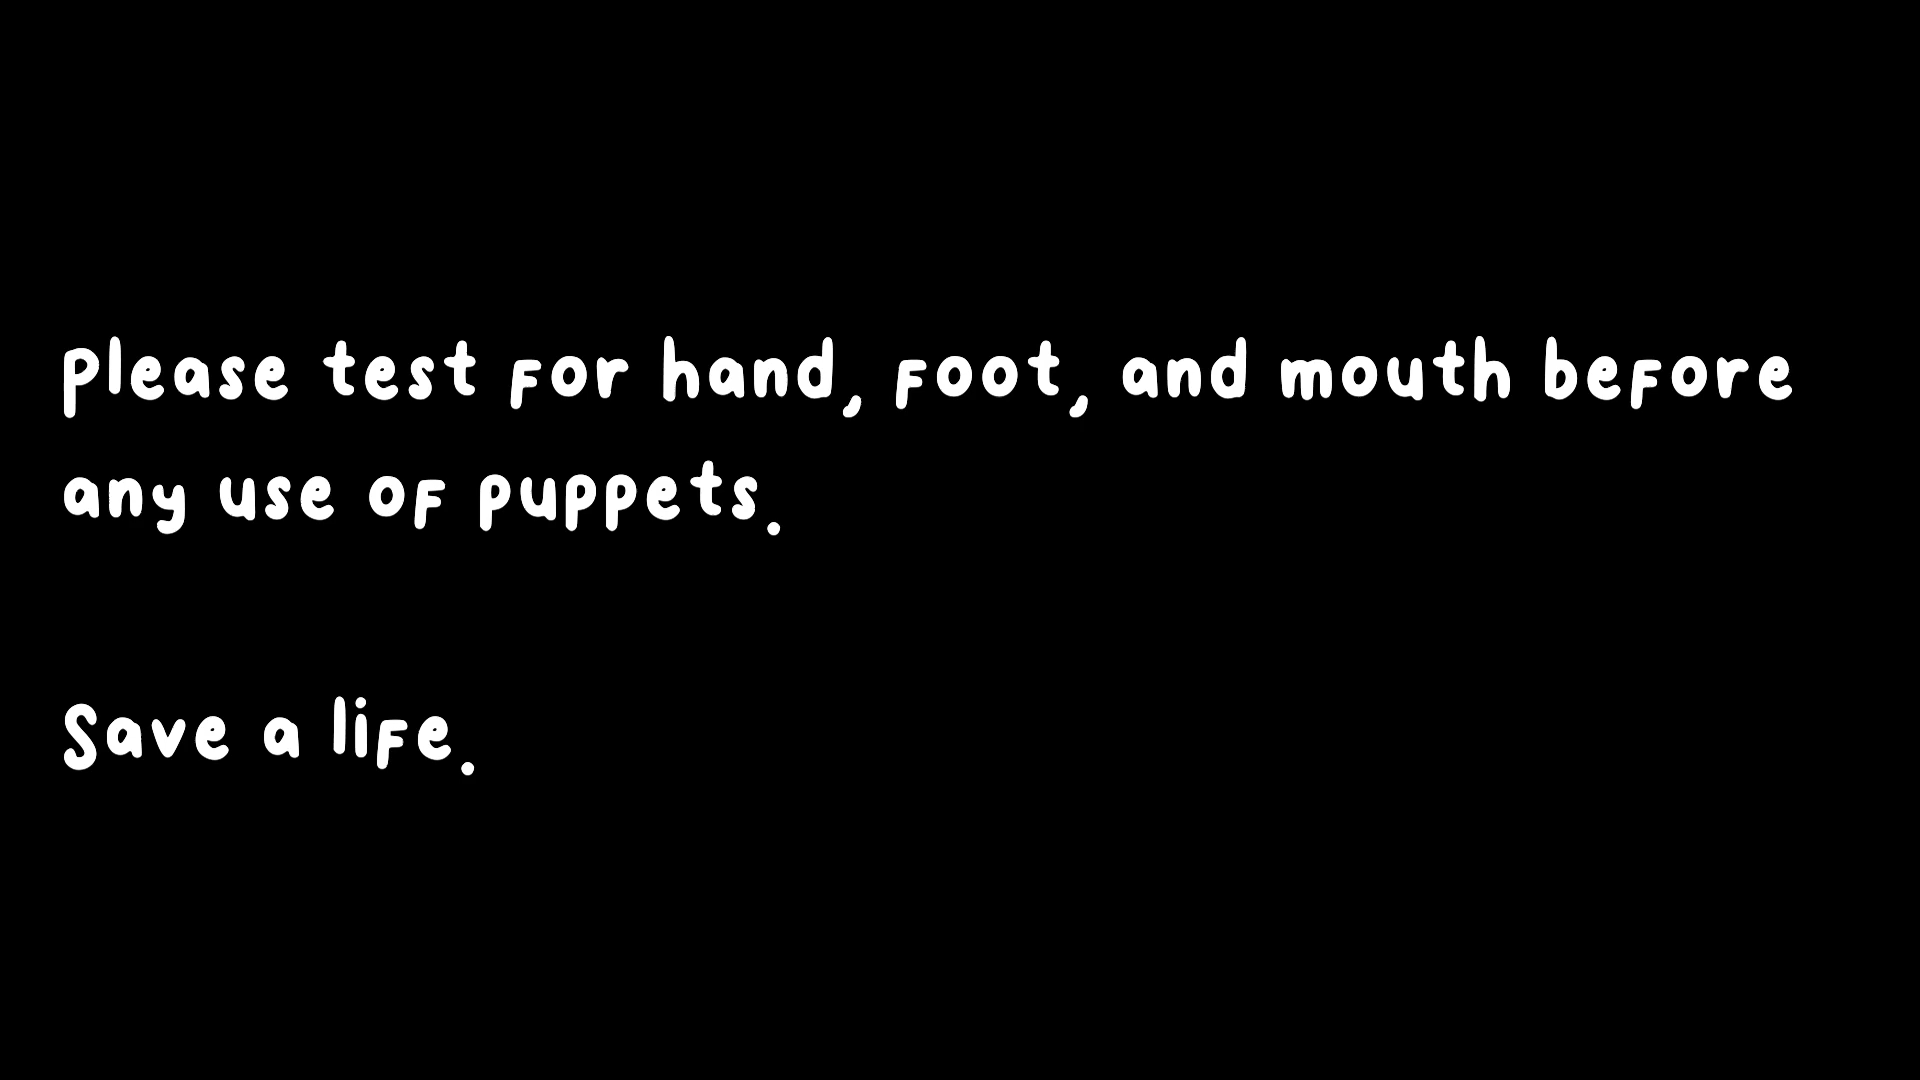 please test for hand, foot, and mouth before
any use of puppets.
Save a life.